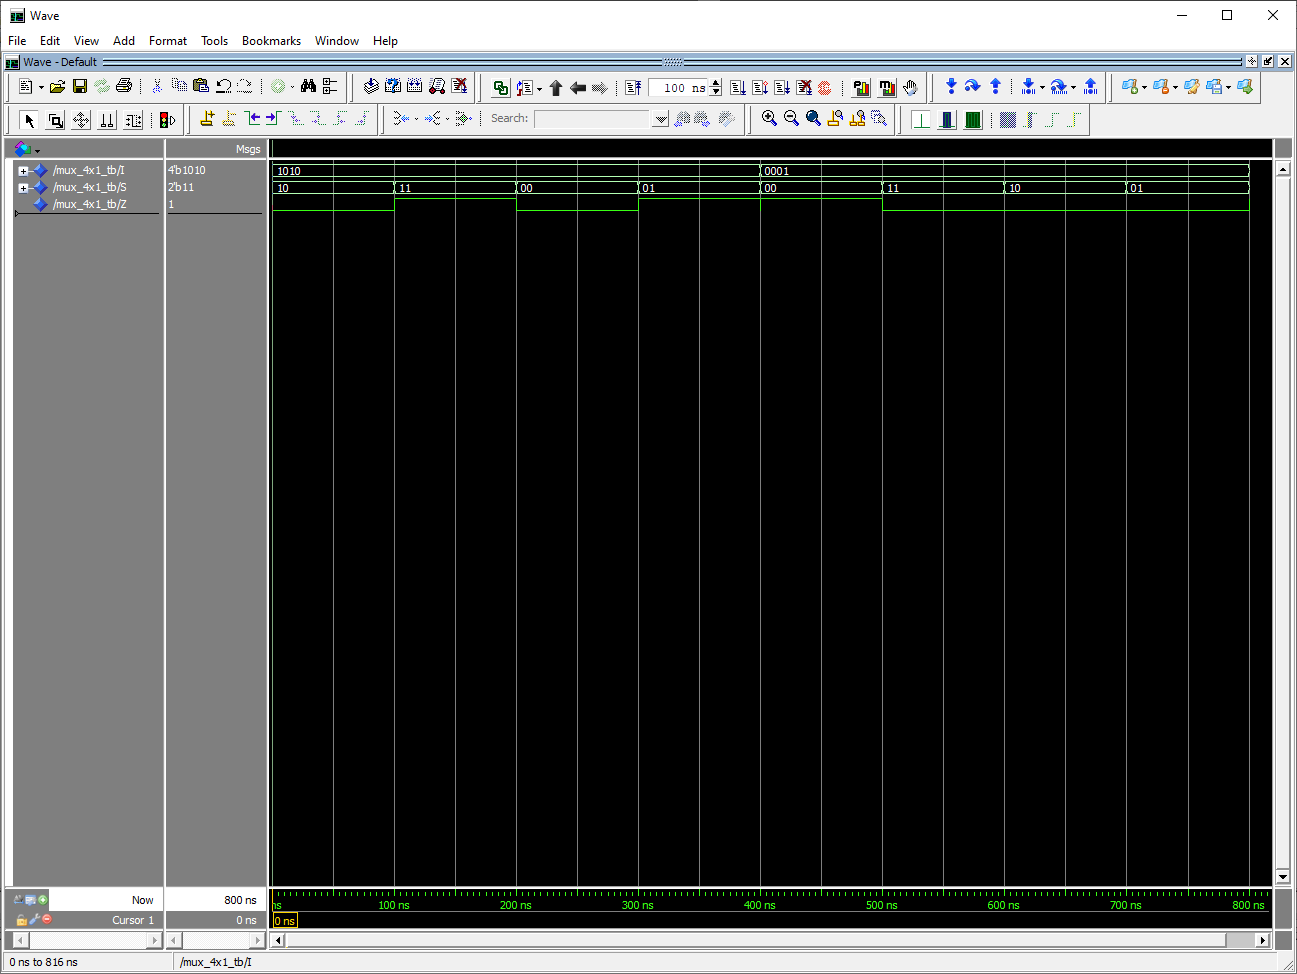 Wave
File Edit View Add Format Tools Bookmarks Window Help
Wave - Default
100 ns
Search:
Msgs
/mux_4x1_tb/I 4'b1010 1010 0001
/mux_4x1_tb/S 2'b11 10 11 00 01 00 11 10 01
/mux_4x1_tb/Z 1
Now 800 ns ns 100 ns 200 ns 300 ns 400 ns 500 ns 600 ns 700 ns 800 ns
Cursor 1 0 ns 0 ns
0 ns to 816 ns /mux_4x1_tb/I